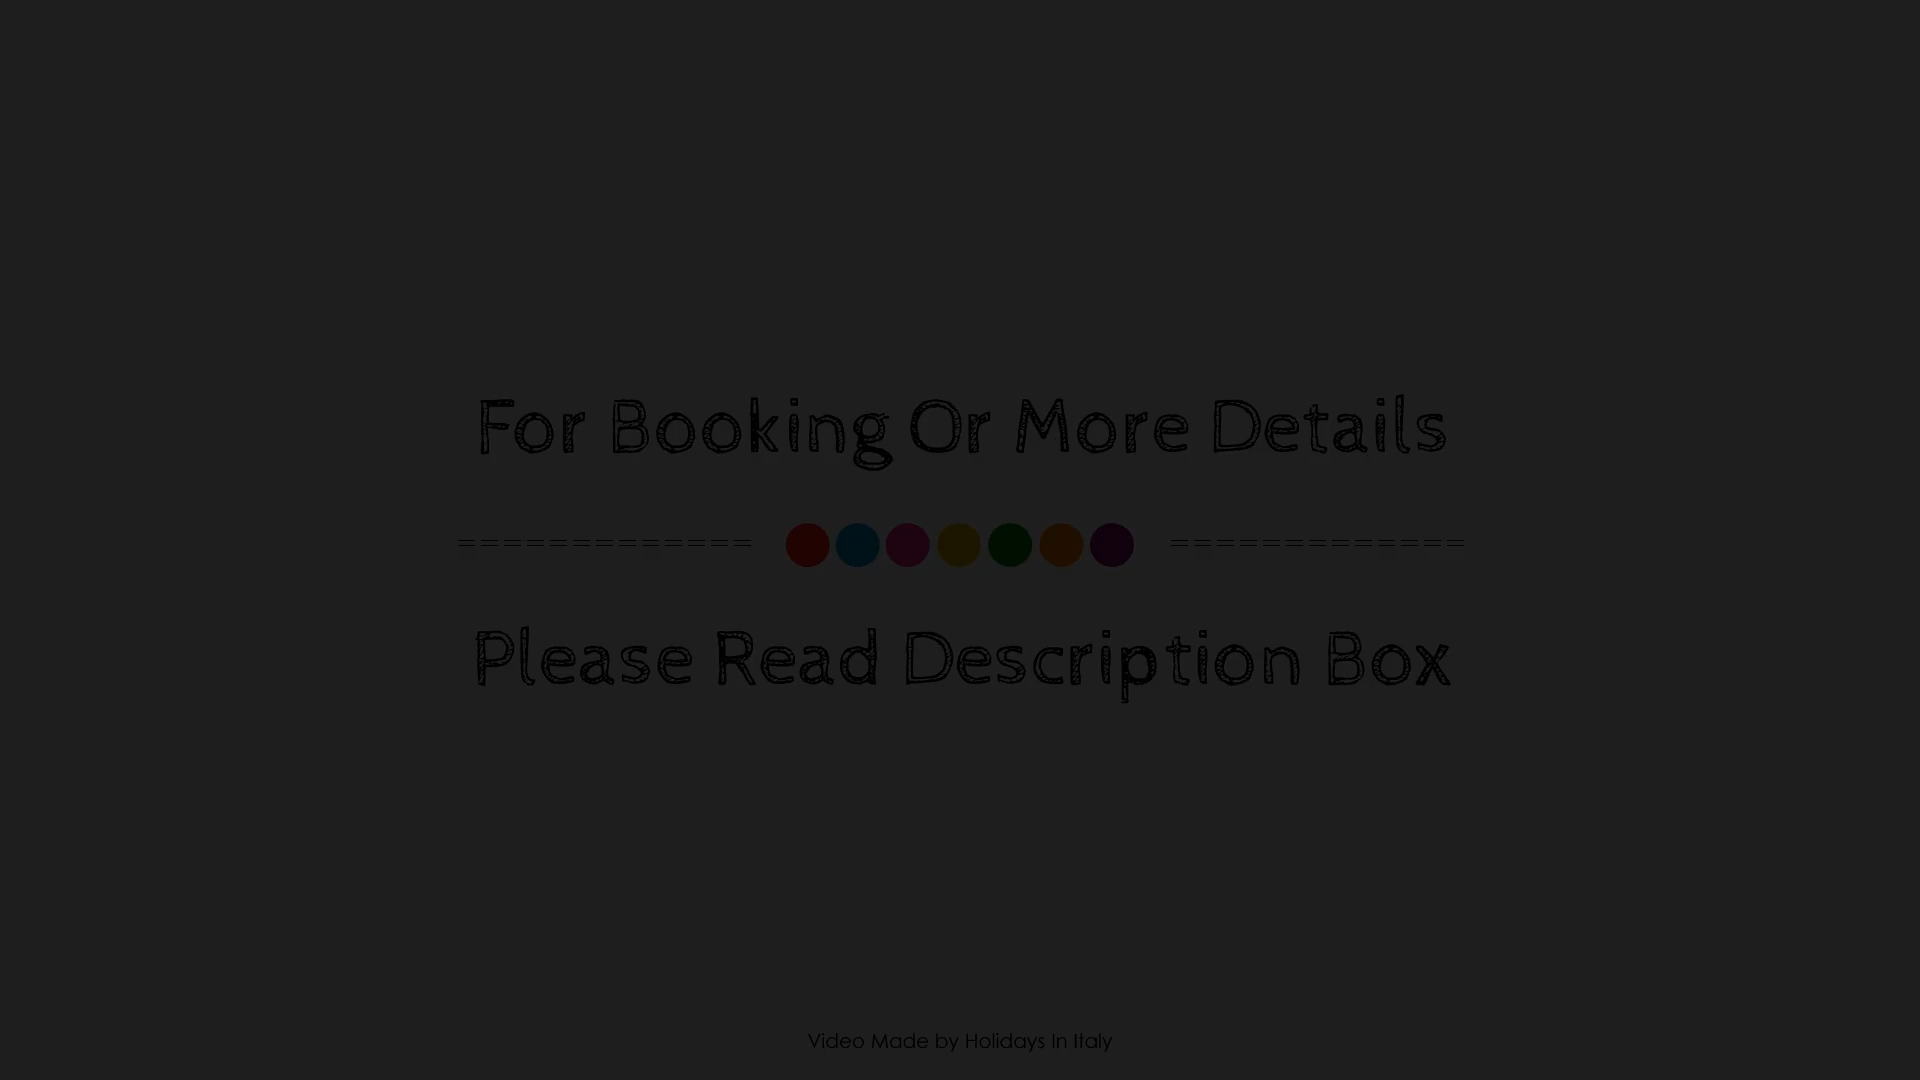 For Booking Or More Details
============= =============
Please Read Description Box
Video Made by Holidays In Italy